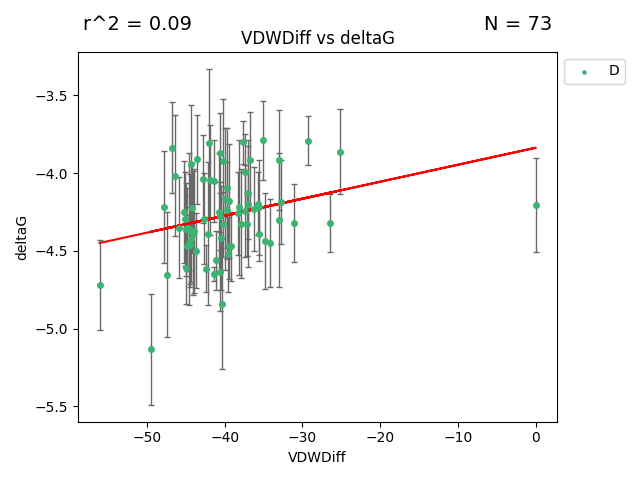 r^2 = 0.09
N = 73
VDWDiff vs deltaG
D
−3.5
−4.0
−4.5
−5.0
−5.5
deltaG
−50
−40
−30
−20
−10
0
VDWDiff